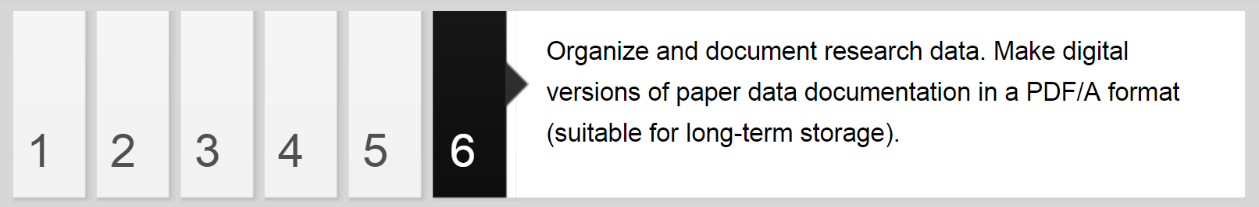 1 2 3 4 5 6
Organize and document research data. Make digital
versions of paper data documentation in a PDF/A format
(suitable for long-term storage).